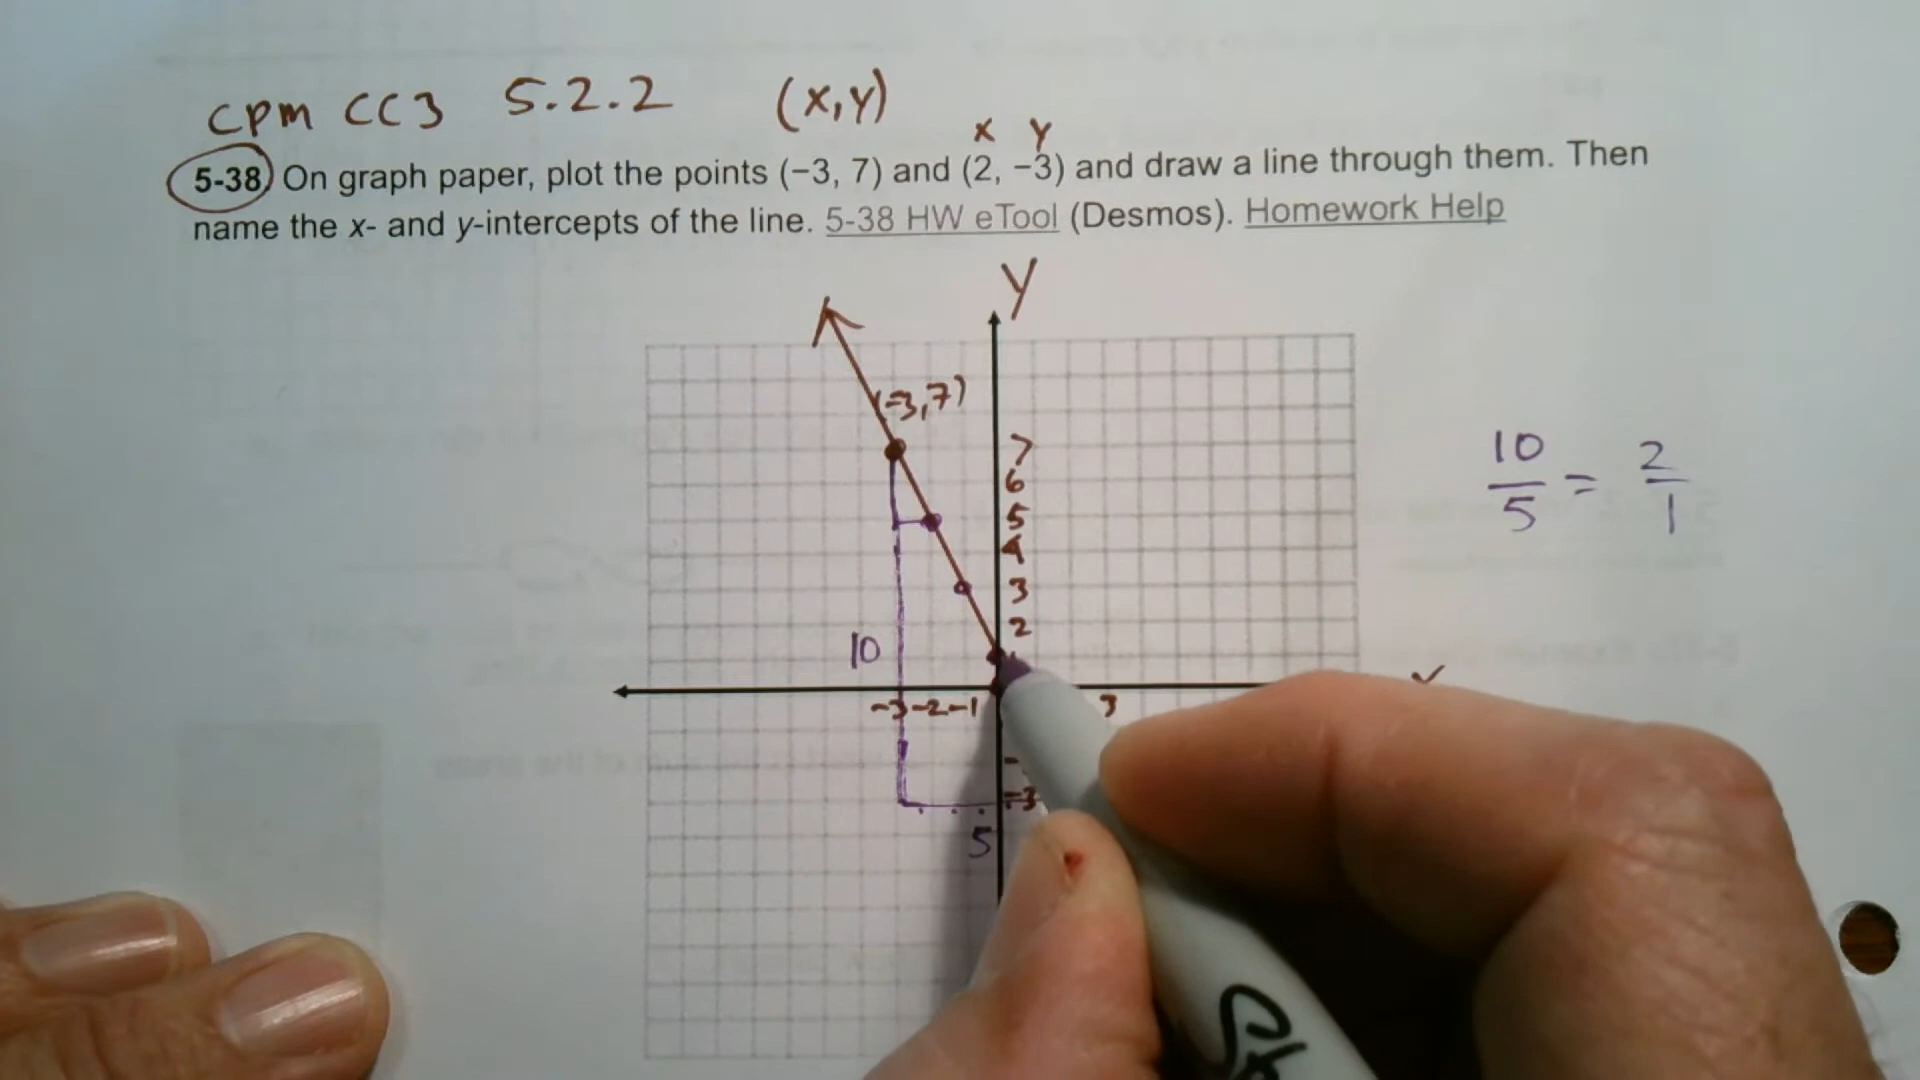 CPM CC3 5.2.2 (x,y)
x y
5-38 On graph paper, plot the points (−3, 7) and (2, −3) and draw a line through them. Then
name the x- and y-intercepts of the line. 5-38 HW eTool (Desmos). Homework Help
y
(-3,7)
7
6
5
4
3
2
10
-3 -2 -1 3
-3
5
10/5 = 2/1